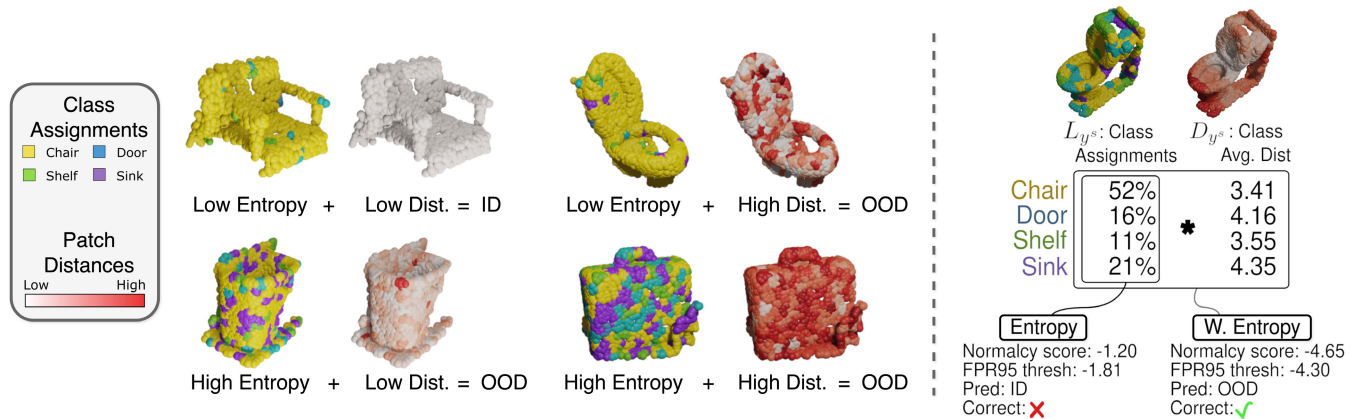 Class
Assignments
Chair
Door
Shelf
Sink
Patch
Distances
Low
High
Low Entropy + Low Dist. = ID
Low Entropy + High Dist. = OOD
High Entropy + Low Dist. = OOD
High Entropy + High Dist. = OOD
L_{y^s}: Class
Assignments
D_{y^s}: Class
Avg. Dist
Chair 52% 3.41
Door 16% 4.16
Shelf 11% * 3.55
Sink 21% 4.35
Entropy
Normalcy score: -1.20
FPR95 thresh: -1.81
Pred: ID
Correct: ✗
W. Entropy
Normalcy score: -4.65
FPR95 thresh: -4.30
Pred: OOD
Correct: √